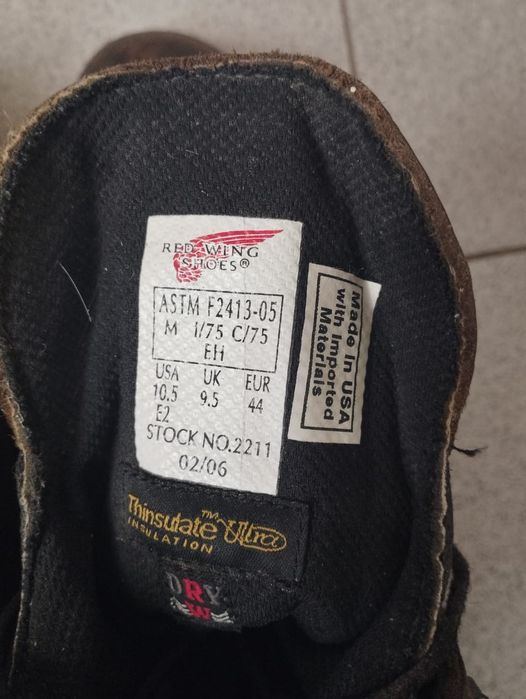 RED WING
SHOES®
ASTM F2413-05
M I/75 C/75
EH
USA UK EUR
10.5 9.5 44
E2
STOCK NO.2211
02/06
Made in USA
with Imported
Materials
Thinsulate™ Ultra
INSULATION
DRY
W